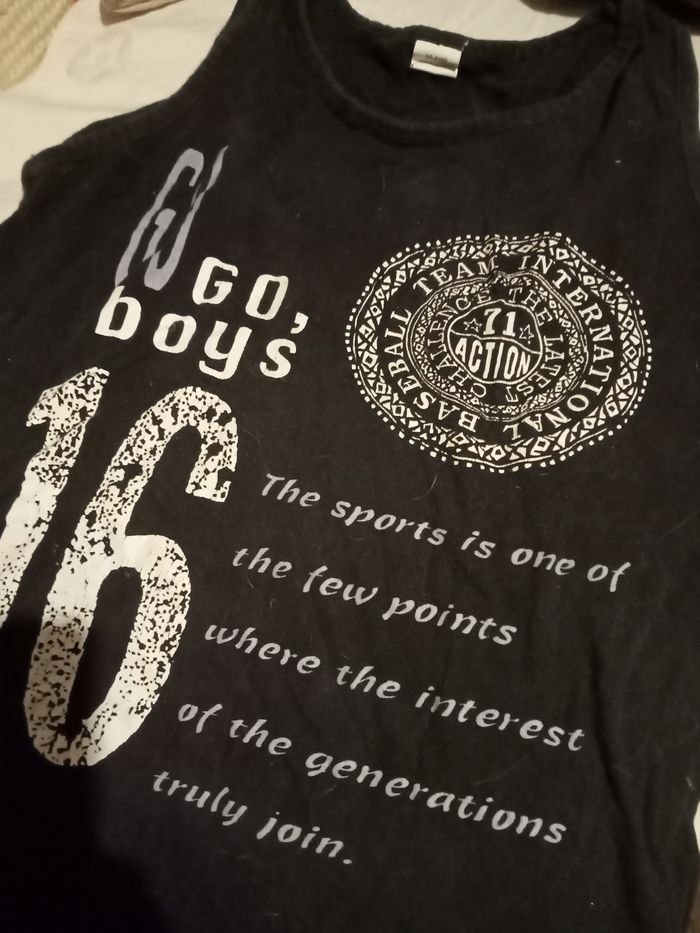 GO,
boys
16
BASEBALL TEAM INTERNATIONAL
CHALLENGE THE LATEST
71
ACTION
The sports is one of
the few points
where the interest
of the generations
truly join.